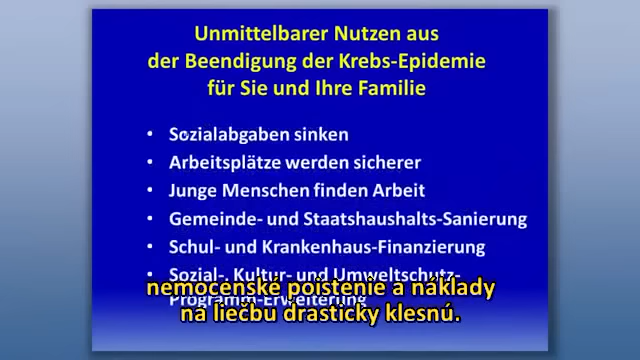 Unmittelbarer Nutzen aus
der Beendigung der Krebs-Epidemie
für Sie und Ihre Familie
• Sozialabgaben sinken
• Arbeitsplätze werden sicherer
• Junge Menschen finden Arbeit
• Gemeinde- und Staatshaushalts-Sanierung
• Schul- und Krankenhaus-Finanzierung
• Sozial-, Kultur- und Umweltschutz-
Programm-Erweiterung
nemocenské poistenie a náklady
na liečbu drasticky klesnú.